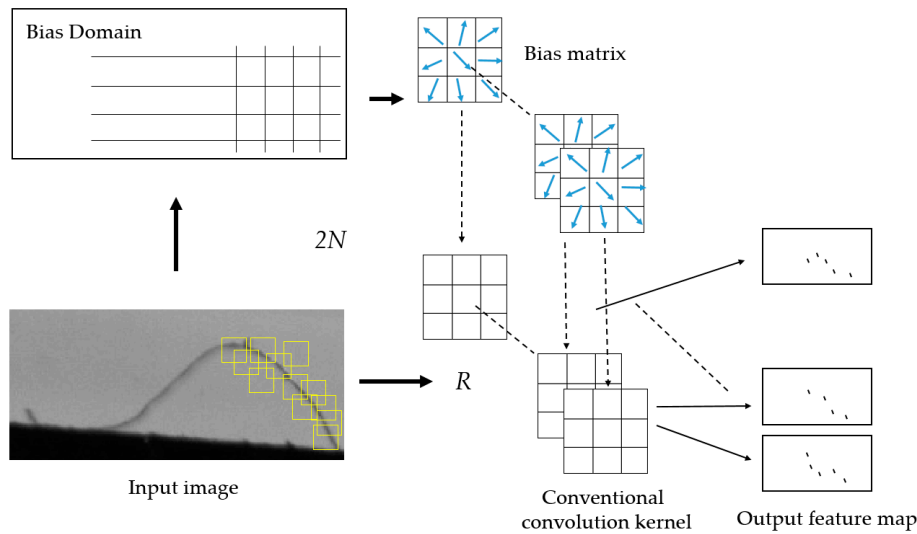 Bias Domain
Bias matrix
2N
R
Input image
Conventional
convolution kernel
Output feature map